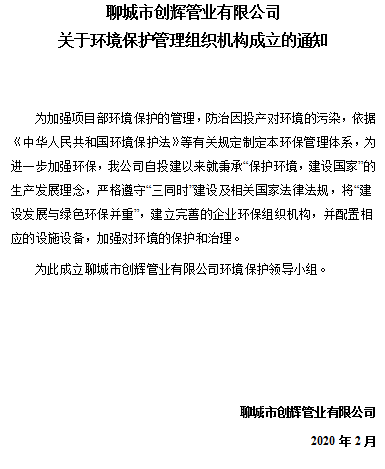 聊城市创辉管业有限公司
关于环境保护管理组织机构成立的通知
为加强项目部环境保护的管理，防治因投产对环境的污染，依据
《中华人民共和国环境保护法》等有关规定制定本环保管理体系，为
进一步加强环保，我公司自投建以来就秉承“保护环境，建设国家”的
生产发展理念，严格遵守“三同时”建设及相关国家法律法规，将“建
设发展与绿色环保并重”，建立完善的企业环保组织机构，并配置相
应的设施设备，加强对环境的保护和治理。
为此成立聊城市创辉管业有限公司环境保护领导小组。
聊城市创辉管业有限公司
2020 年 2 月